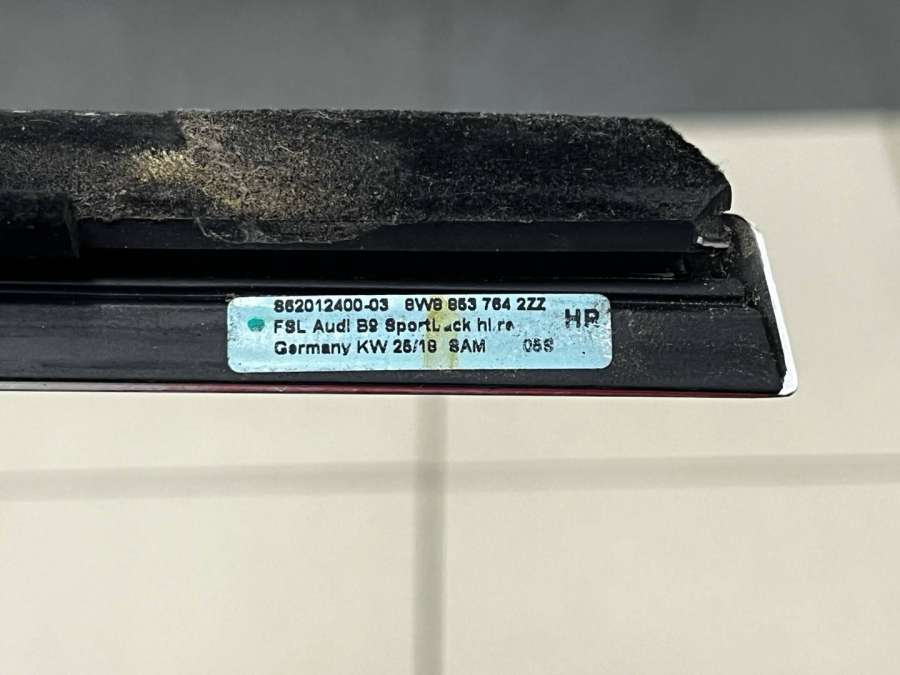 862012400-03 8W8 853 764 2ZZ
FSL Audi B9 Sportback hi.re HR
Germany KW 25/18 SAM 05S